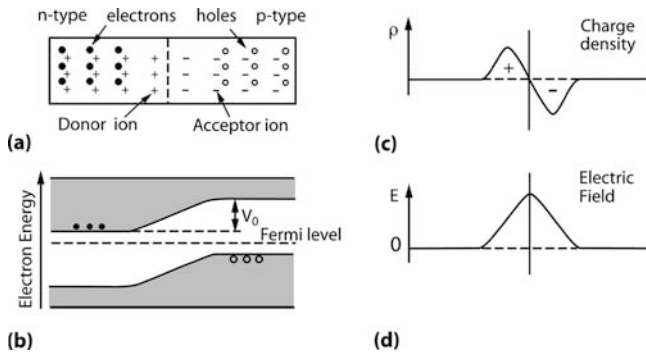 n-type electrons holes p-type
Donor ion Acceptor ion
(a)
Electron Energy
V0
Fermi level
(b)
ρ
Charge
density
+
-
(c)
E
Electric
Field
0
(d)